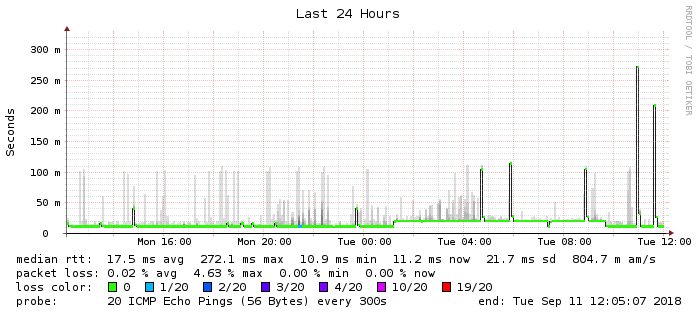 Last 24 Hours
RRDTOOL / TOBI OETIKER
Seconds
300 m
250 m
200 m
150 m
100 m
50 m
0
Mon 16:00 Mon 20:00 Tue 00:00 Tue 04:00 Tue 08:00 Tue 12:00
median rtt: 17.5 ms avg 272.1 ms max 10.9 ms min 11.2 ms now 21.7 ms sd 804.7 m am/s
packet loss: 0.02 % avg 4.63 % max 0.00 % min 0.00 % now
loss color: 0 1/20 2/20 3/20 4/20 10/20 19/20
probe: 20 ICMP Echo Pings (56 Bytes) every 300s end: Tue Sep 11 12:05:07 2018